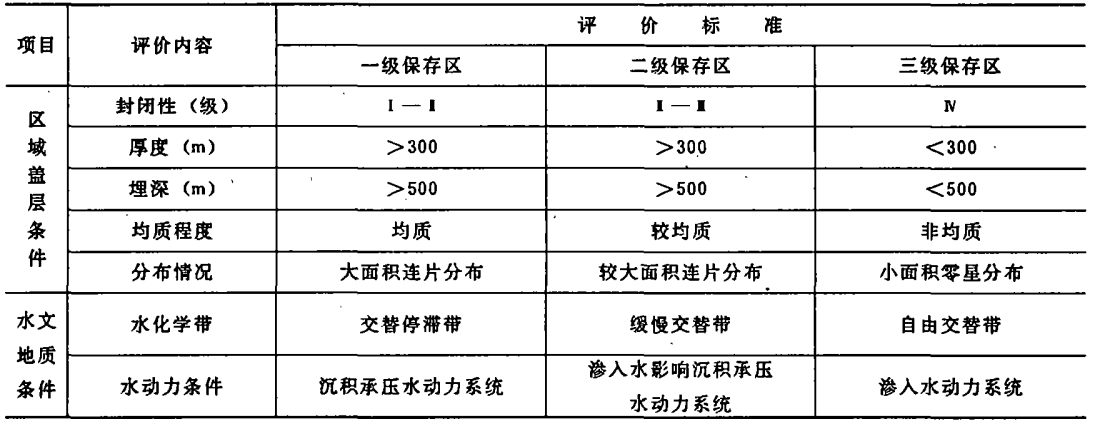 项目 评价内容 评价标准
一级保存区 二级保存区 三级保存区
区域盖层条件
封闭性（级） Ⅰ—Ⅱ Ⅱ—Ⅲ Ⅳ
厚度（m） ＞300 ＞300 ＜300
埋深（m） ＞500 ＞500 ＜500
均质程度 均质 较均质 非均质
分布情况 大面积连片分布 较大面积连片分布 小面积零星分布
水文地质条件
水化学带 交替停滞带 缓慢交替带 自由交替带
水动力条件 沉积承压水动力系统 渗入水影响沉积承压水动力系统 渗入水动力系统